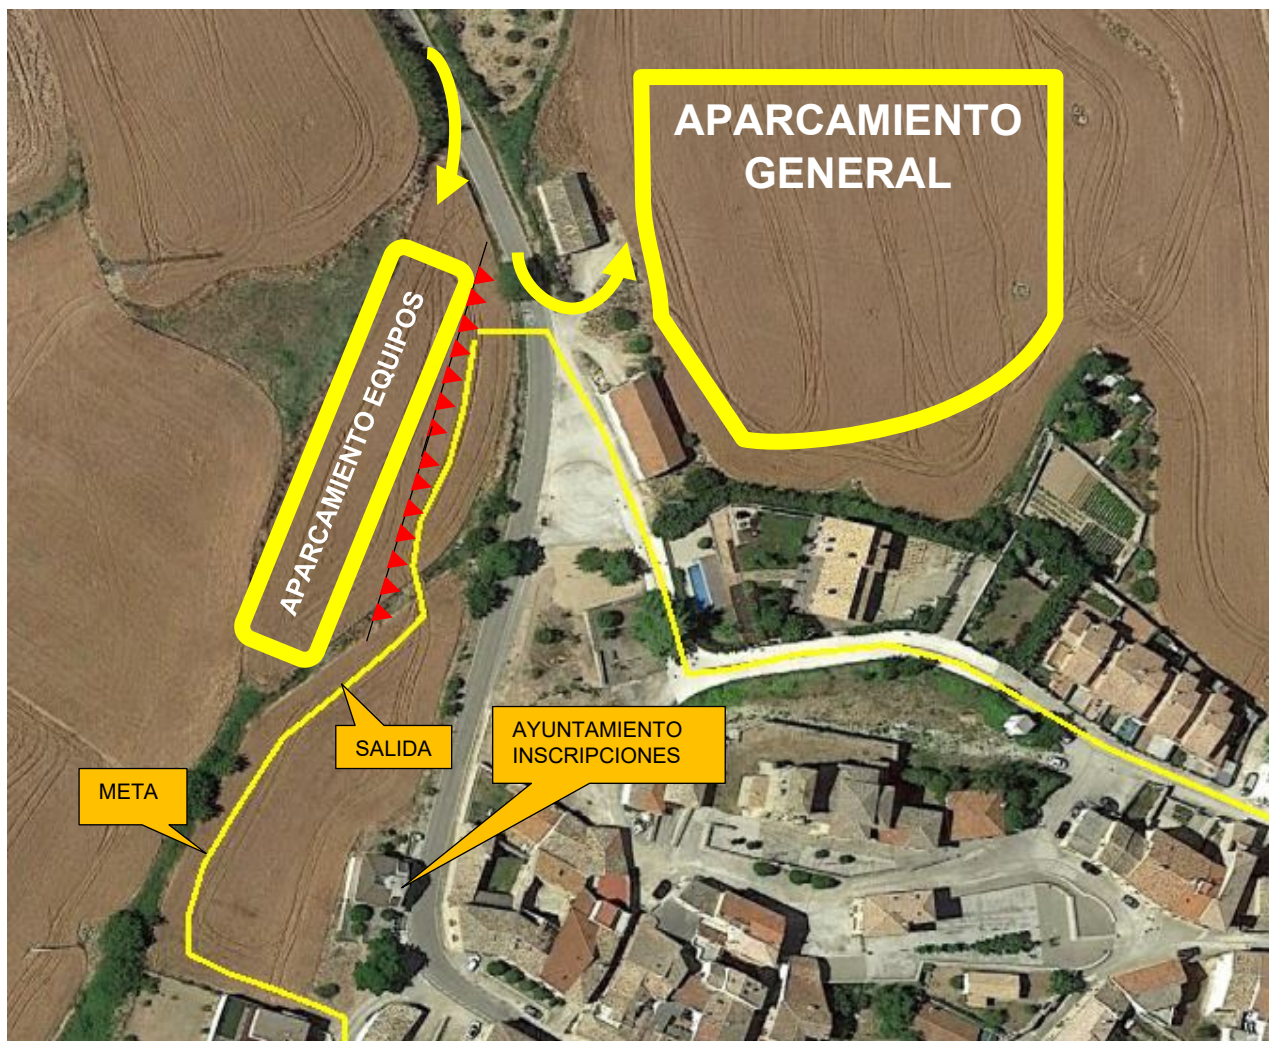 APARCAMIENTO
GENERAL
APARCAMIENTO EQUIPOS
SALIDA
AYUNTAMIENTO
INSCRIPCIONES
META